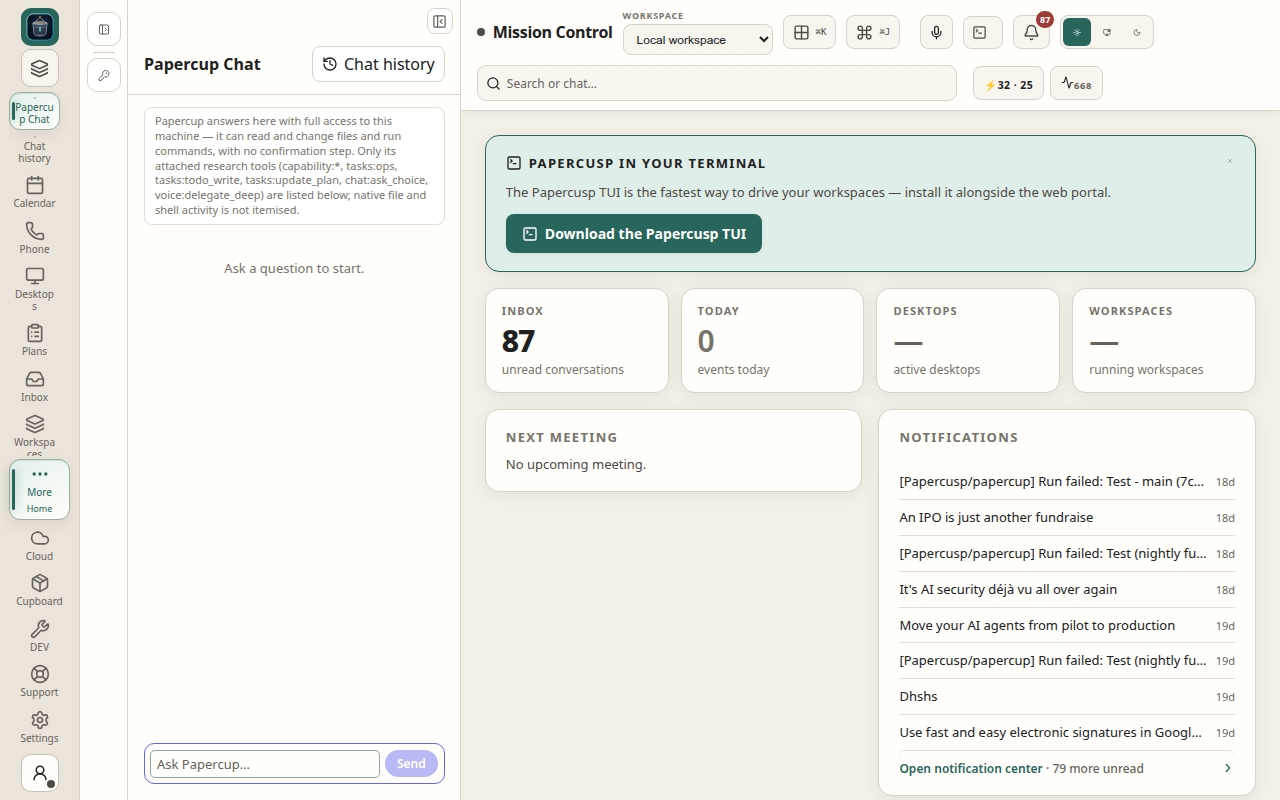 Papercu
p Chat
Chat
history
Calendar
Phone
Desktop
s
Plans
Inbox
Workspa
ces
More
Home
Cloud
Cupboard
DEV
Support
Settings
Papercup Chat
Chat history
Papercup answers here with full access to this
machine — it can read and change files and run
commands, with no confirmation step. Only its
attached research tools (capability:*, tasks:ops,
tasks:todo_write, tasks:update_plan, chat:ask_choice,
voice:delegate_deep) are listed below; native file and
shell activity is not itemised.
Ask a question to start.
Ask Papercup...
Send
Mission Control
WORKSPACE
Local workspace
⌘K
⌘J
87
Search or chat...
⚡32 · 25
668
PAPERCUSP IN YOUR TERMINAL
×
The Papercusp TUI is the fastest way to drive your workspaces — install it alongside the web portal.
Download the Papercusp TUI
INBOX
87
unread conversations
TODAY
0
events today
DESKTOPS
—
active desktops
WORKSPACES
—
running workspaces
NEXT MEETING
No upcoming meeting.
NOTIFICATIONS
[Papercusp/papercup] Run failed: Test - main (7c... 18d
An IPO is just another fundraise 18d
[Papercusp/papercup] Run failed: Test (nightly fu... 18d
It's AI security déjà vu all over again 18d
Move your AI agents from pilot to production 19d
[Papercusp/papercup] Run failed: Test (nightly fu... 19d
Dhshs 19d
Use fast and easy electronic signatures in Googl... 19d
Open notification center · 79 more unread